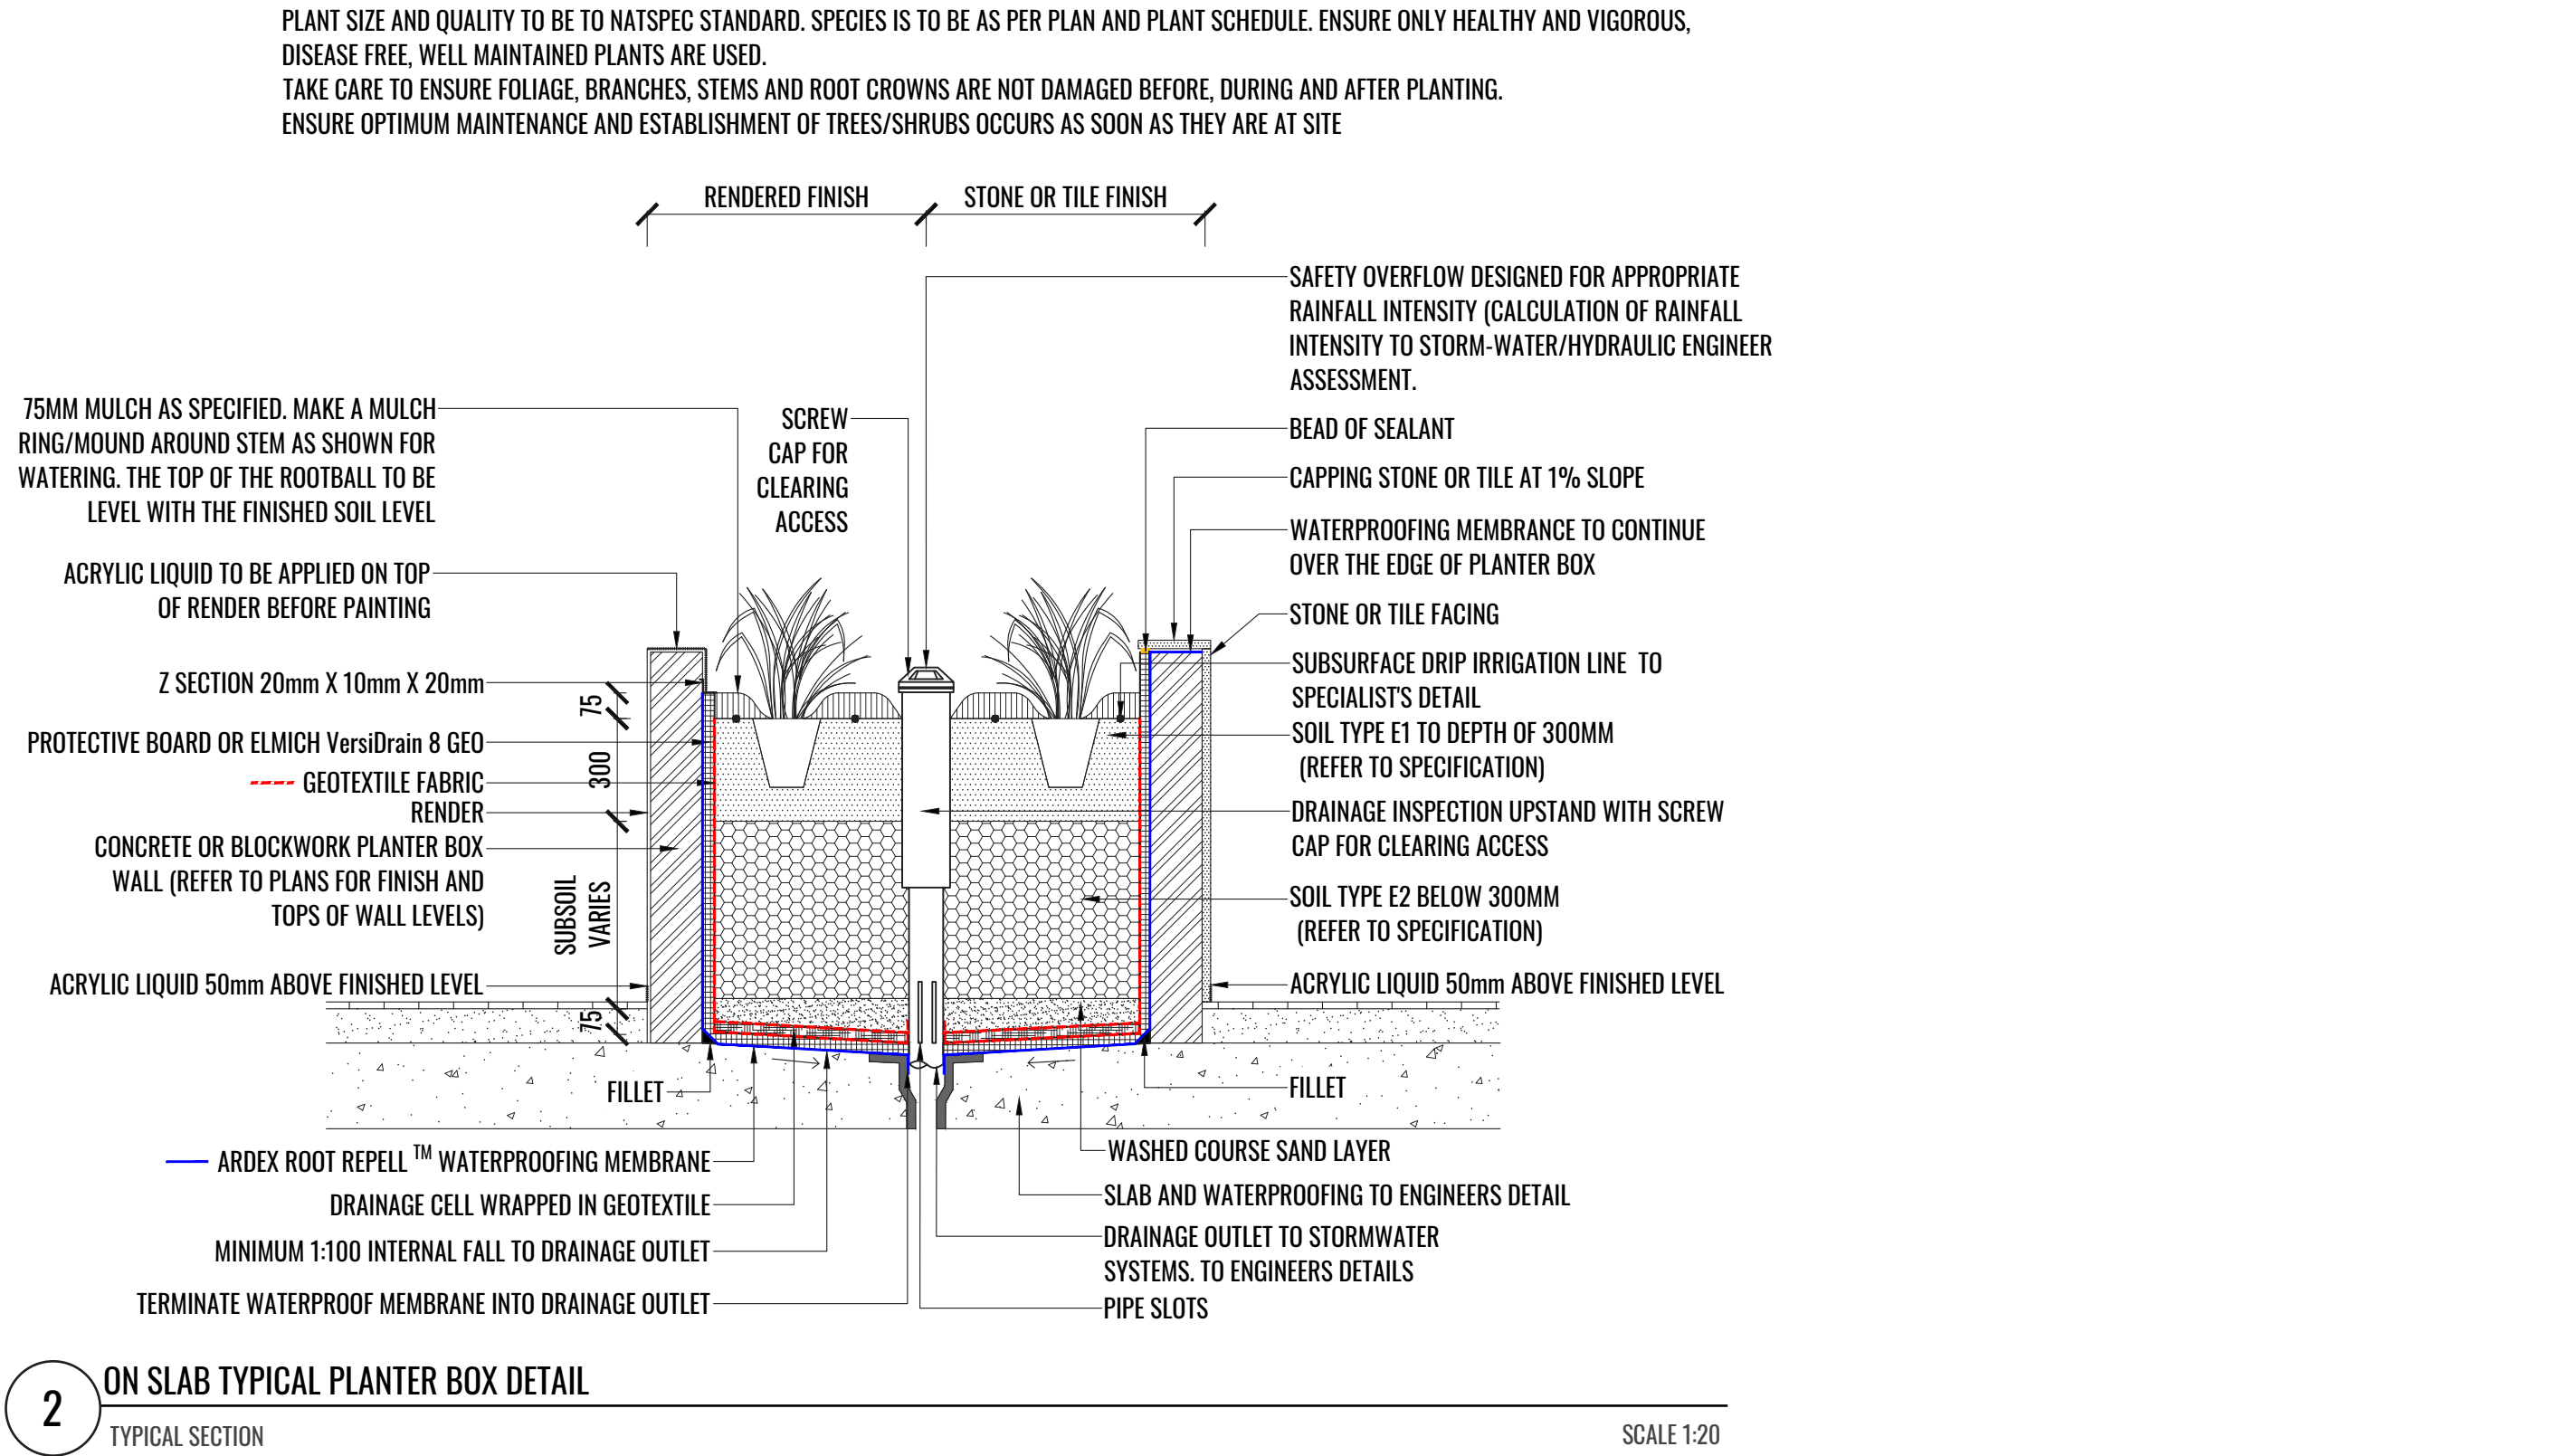 PLANT SIZE AND QUALITY TO BE TO NATSPEC STANDARD. SPECIES IS TO BE AS PER PLAN AND PLANT SCHEDULE. ENSURE ONLY HEALTHY AND VIGOROUS,
DISEASE FREE, WELL MAINTAINED PLANTS ARE USED.
TAKE CARE TO ENSURE FOLIAGE, BRANCHES, STEMS AND ROOT CROWNS ARE NOT DAMAGED BEFORE, DURING AND AFTER PLANTING.
ENSURE OPTIMUM MAINTENANCE AND ESTABLISHMENT OF TREES/SHRUBS OCCURS AS SOON AS THEY ARE AT SITE
RENDERED FINISH
STONE OR TILE FINISH
75MM MULCH AS SPECIFIED. MAKE A MULCH
RING/MOUND AROUND STEM AS SHOWN FOR
WATERING. THE TOP OF THE ROOTBALL TO BE
LEVEL WITH THE FINISHED SOIL LEVEL
ACRYLIC LIQUID TO BE APPLIED ON TOP
OF RENDER BEFORE PAINTING
Z SECTION 20mm X 10mm X 20mm
PROTECTIVE BOARD OR ELMICH VersiDrain 8 GEO
GEOTEXTILE FABRIC
RENDER
CONCRETE OR BLOCKWORK PLANTER BOX
WALL (REFER TO PLANS FOR FINISH AND
TOPS OF WALL LEVELS)
ACRYLIC LIQUID 50mm ABOVE FINISHED LEVEL
75
300
SUBSOIL
VARIES
75
SCREW
CAP FOR
CLEARING
ACCESS
SAFETY OVERFLOW DESIGNED FOR APPROPRIATE
RAINFALL INTENSITY (CALCULATION OF RAINFALL
INTENSITY TO STORM-WATER/HYDRAULIC ENGINEER
ASSESSMENT.
BEAD OF SEALANT
CAPPING STONE OR TILE AT 1% SLOPE
WATERPROOFING MEMBRANCE TO CONTINUE
OVER THE EDGE OF PLANTER BOX
STONE OR TILE FACING
SUBSURFACE DRIP IRRIGATION LINE TO
SPECIALIST'S DETAIL
SOIL TYPE E1 TO DEPTH OF 300MM
(REFER TO SPECIFICATION)
DRAINAGE INSPECTION UPSTAND WITH SCREW
CAP FOR CLEARING ACCESS
SOIL TYPE E2 BELOW 300MM
(REFER TO SPECIFICATION)
ACRYLIC LIQUID 50mm ABOVE FINISHED LEVEL
FILLET
FILLET
ARDEX ROOT REPELL TM WATERPROOFING MEMBRANE
DRAINAGE CELL WRAPPED IN GEOTEXTILE
MINIMUM 1:100 INTERNAL FALL TO DRAINAGE OUTLET
TERMINATE WATERPROOF MEMBRANE INTO DRAINAGE OUTLET
WASHED COURSE SAND LAYER
SLAB AND WATERPROOFING TO ENGINEERS DETAIL
DRAINAGE OUTLET TO STORMWATER
SYSTEMS. TO ENGINEERS DETAILS
PIPE SLOTS
2
ON SLAB TYPICAL PLANTER BOX DETAIL
TYPICAL SECTION
SCALE 1:20